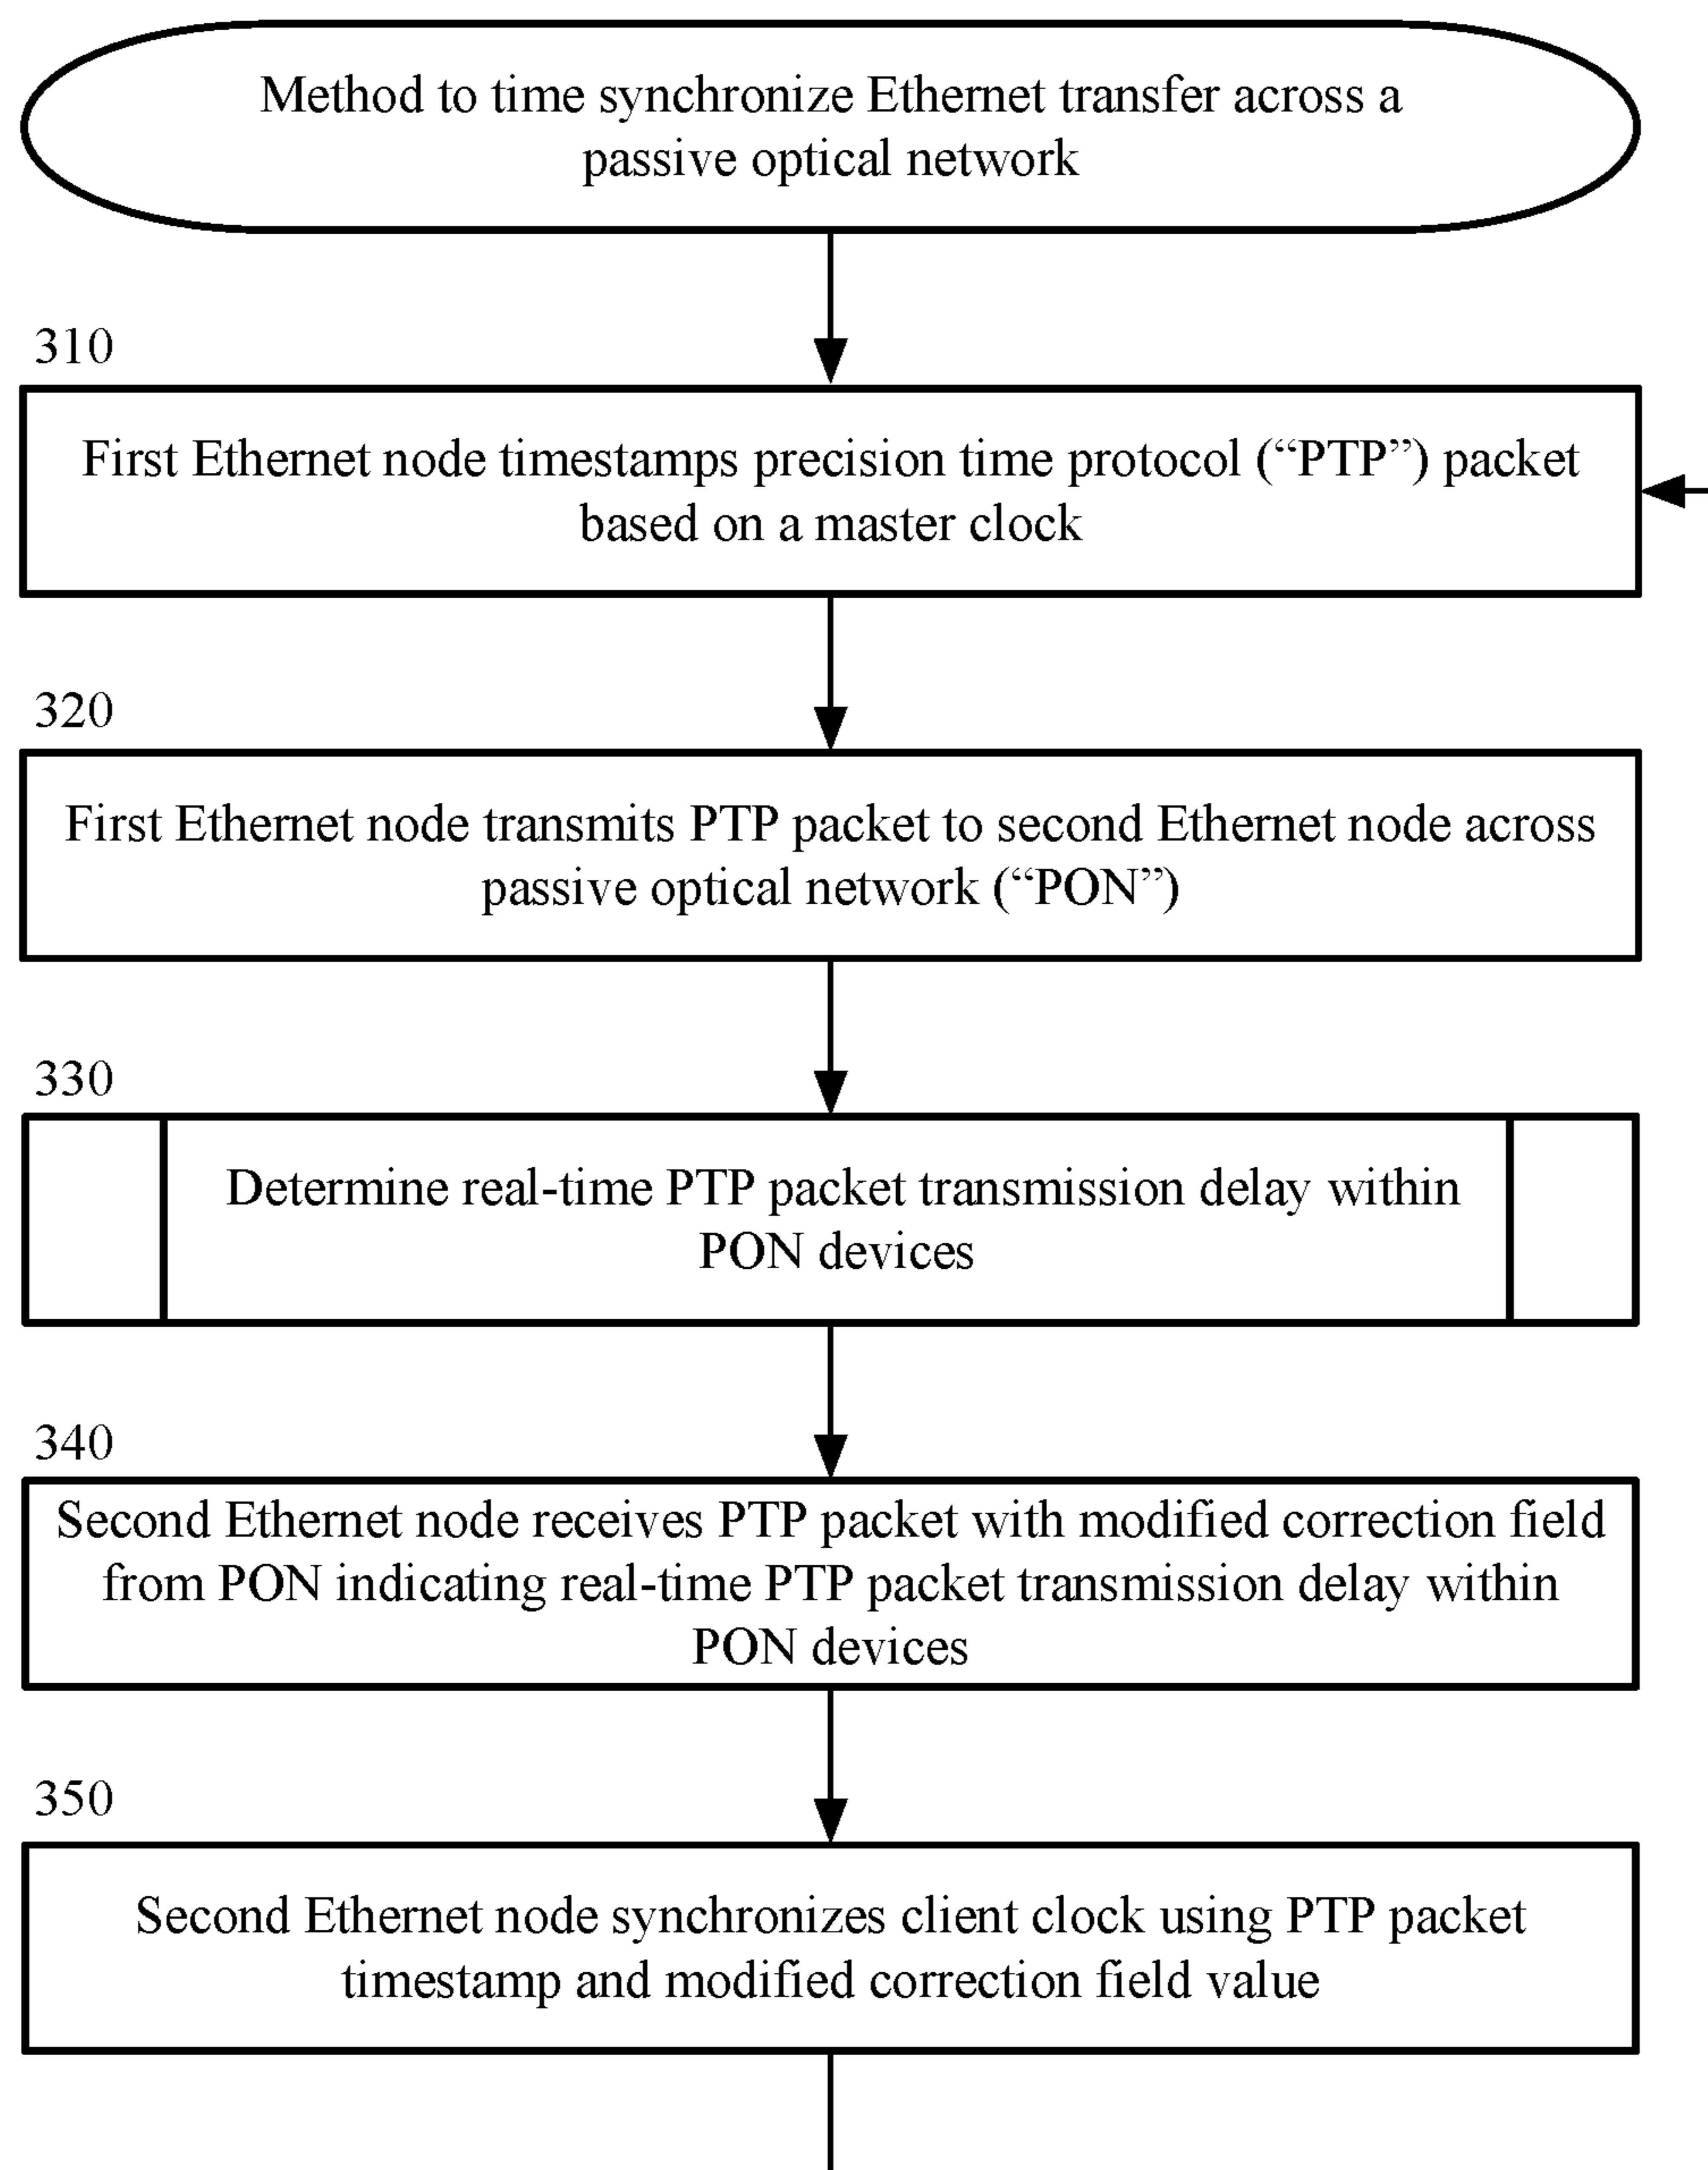 Method to time synchronize Ethernet transfer across a
passive optical network
310
First Ethernet node timestamps precision time protocol (“PTP”) packet
based on a master clock
320
First Ethernet node transmits PTP packet to second Ethernet node across
passive optical network (“PON”)
330
Determine real-time PTP packet transmission delay within
PON devices
340
Second Ethernet node receives PTP packet with modified correction field
from PON indicating real-time PTP packet transmission delay within
PON devices
350
Second Ethernet node synchronizes client clock using PTP packet
timestamp and modified correction field value